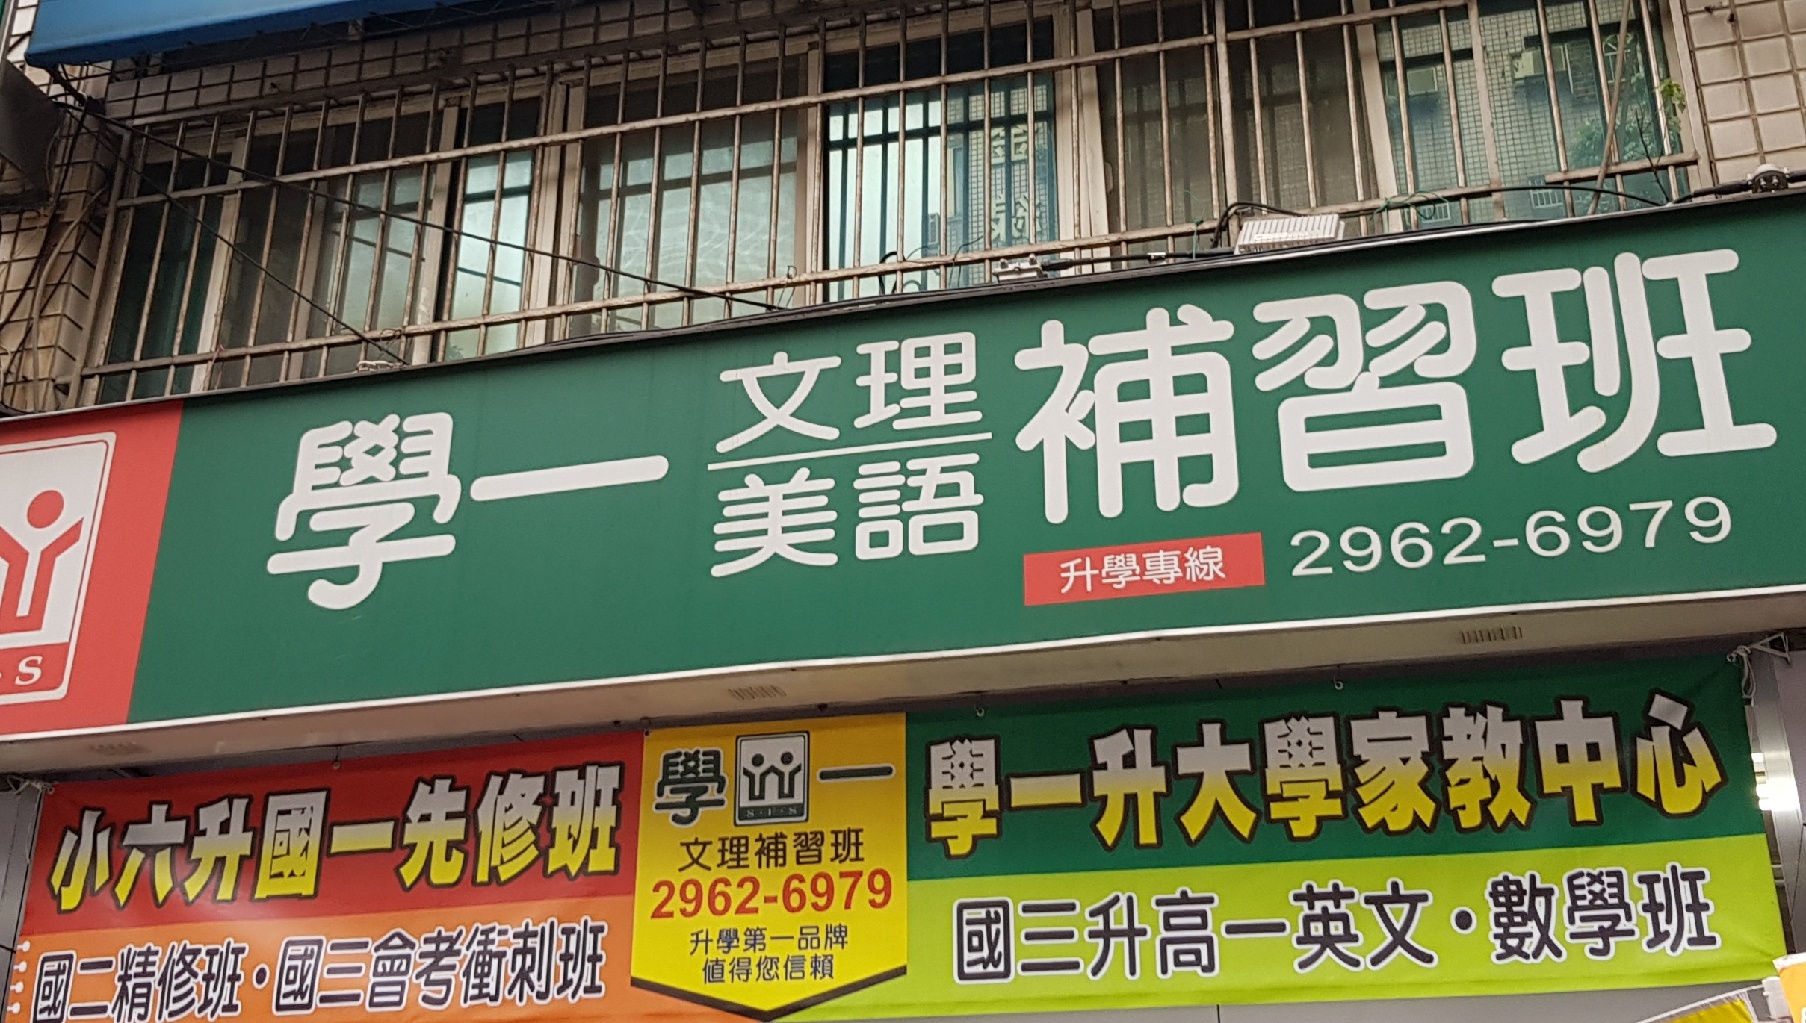 學一
文理
美語
補習班
升學專線 2962-6979
S
小六升國一先修班
國二精修班・國三會考衝刺班
學一
S·P·S
文理補習班
2962-6979
升學第一品牌
值得您信賴
學一升大學家教中心
國三升高一英文・數學班